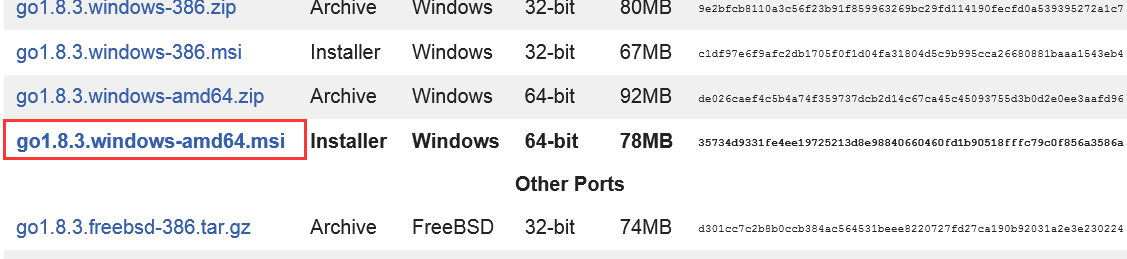 go1.8.3.windows-386.zip Archive Windows 32-bit 80MB 9e2bfcb8110a3c56f23b91f859963269bc29fd114190fecfd0a539395272a1c7
go1.8.3.windows-386.msi Installer Windows 32-bit 67MB c1df97e6f9afc2db1705f0f1d04fa31804d5c9b995cca26680881baaa1543eb4
go1.8.3.windows-amd64.zip Archive Windows 64-bit 92MB de026caef4c5b4a74f359737dcb2d14c67ca45c45093755d3b0d2e0ee3aafd96
go1.8.3.windows-amd64.msi Installer Windows 64-bit 78MB 35734d9331fe4ee19725213d8e98840660460fd1b90518fffc79c0f856a3586a
Other Ports
go1.8.3.freebsd-386.tar.gz Archive FreeBSD 32-bit 74MB d301cc7c2b8b0ccb384ac564531beee8220727fd27ca190b92031a2e3e230224